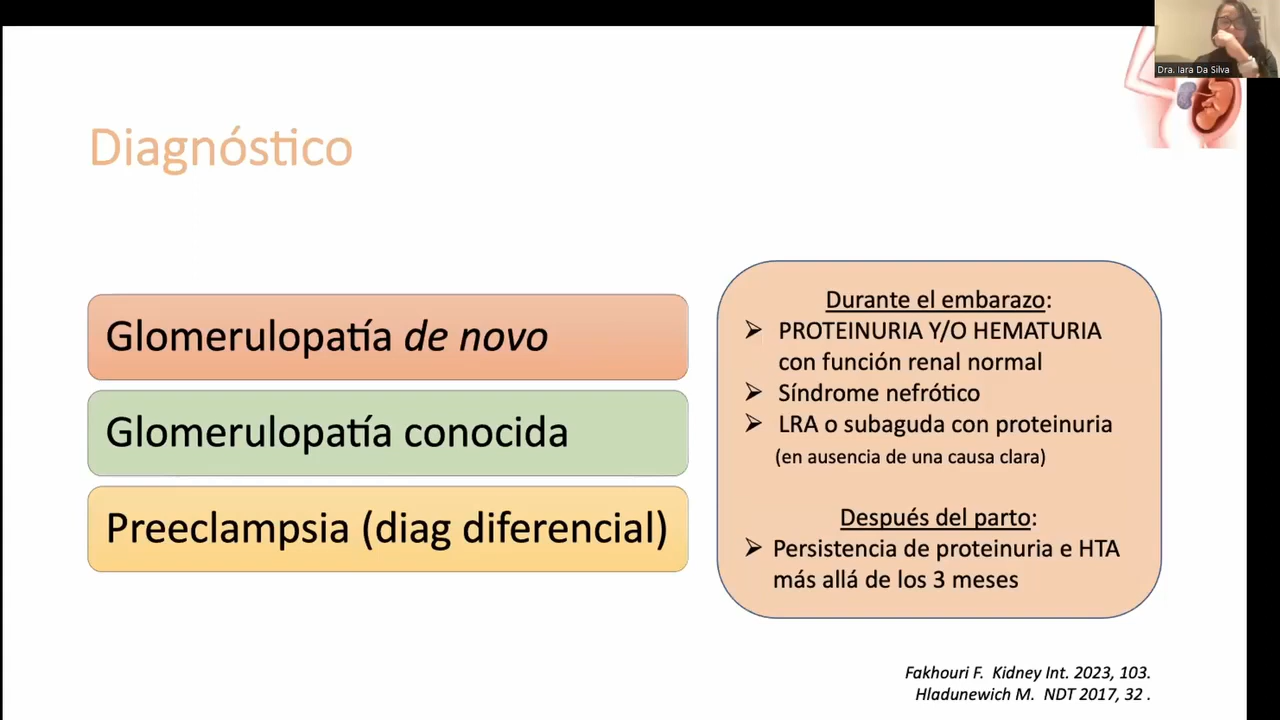 Dra. Iara Da Silva
Diagnóstico
Glomerulopatía de novo
Glomerulopatía conocida
Preeclampsia (diag diferencial)
Durante el embarazo:
➢ PROTEINURIA Y/O HEMATURIA
con función renal normal
➢ Síndrome nefrótico
➢ LRA o subaguda con proteinuria
(en ausencia de una causa clara)
Después del parto:
➢ Persistencia de proteinuria e HTA
más allá de los 3 meses
Fakhouri F. Kidney Int. 2023, 103.
Hladunewich M. NDT 2017, 32 .